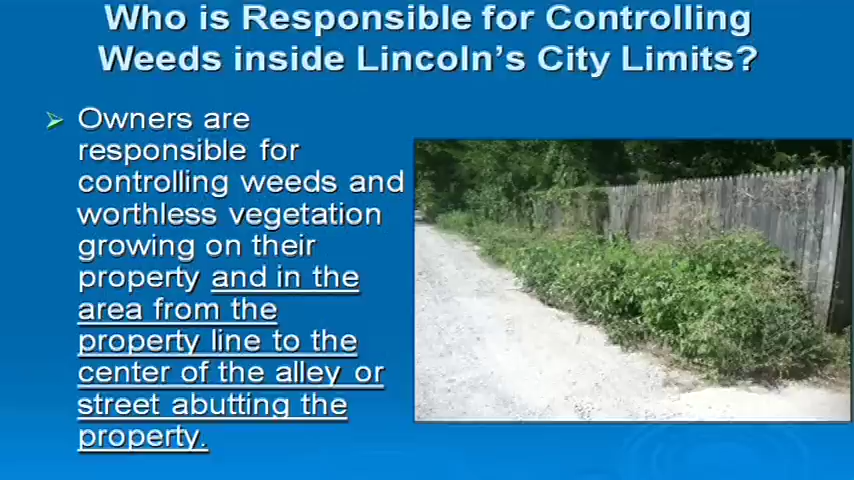 Who is Responsible for Controlling
Weeds inside Lincoln's City Limits?
Owners are
responsible for
controlling weeds and
worthless vegetation
growing on their
property and in the
area from the
property line to the
center of the alley or
street abutting the
property.